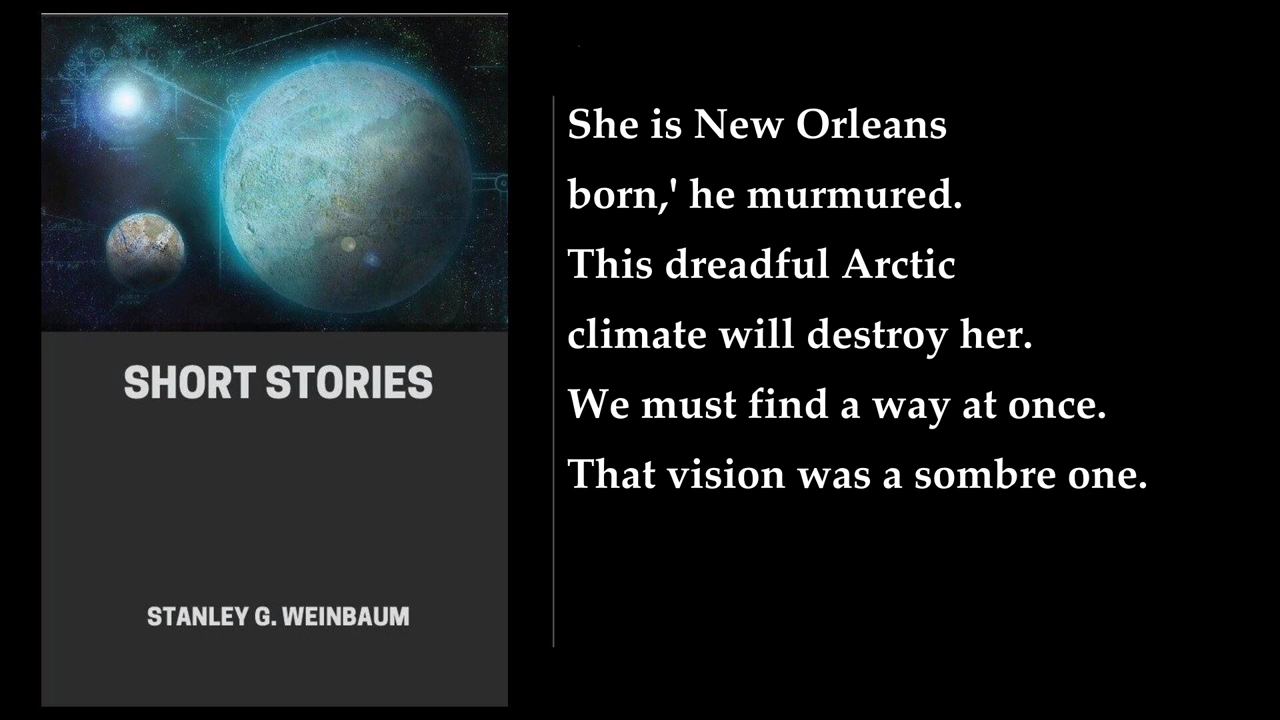 SHORT STORIES
STANLEY G. WEINBAUM
She is New Orleans
born,' he murmured.
This dreadful Arctic
climate will destroy her.
We must find a way at once.
That vision was a sombre one.